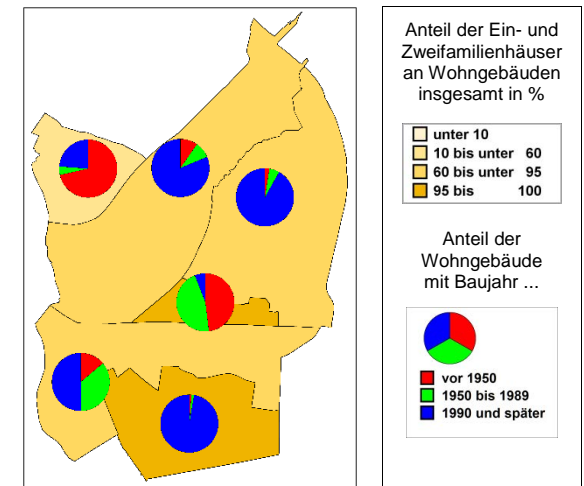 Anteil der Ein- und
Zweifamilienhäuser
an Wohngebäuden
insgesamt in %
unter 10
10 bis unter 60
60 bis unter 95
95 bis 100
Anteil der
Wohngebäude
mit Baujahr ...
vor 1950
1950 bis 1989
1990 und später